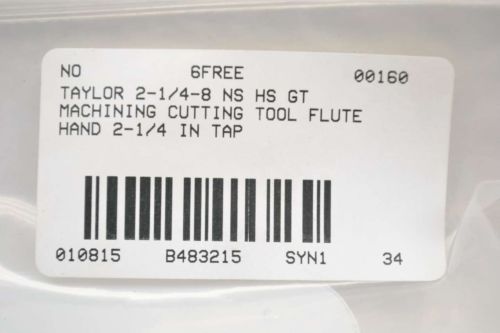 NO 6FREE 00160
TAYLOR 2-1/4-8 NS HS GT
MACHINING CUTTING TOOL FLUTE
HAND 2-1/4 IN TAP
010815 B483215 SYN1 34